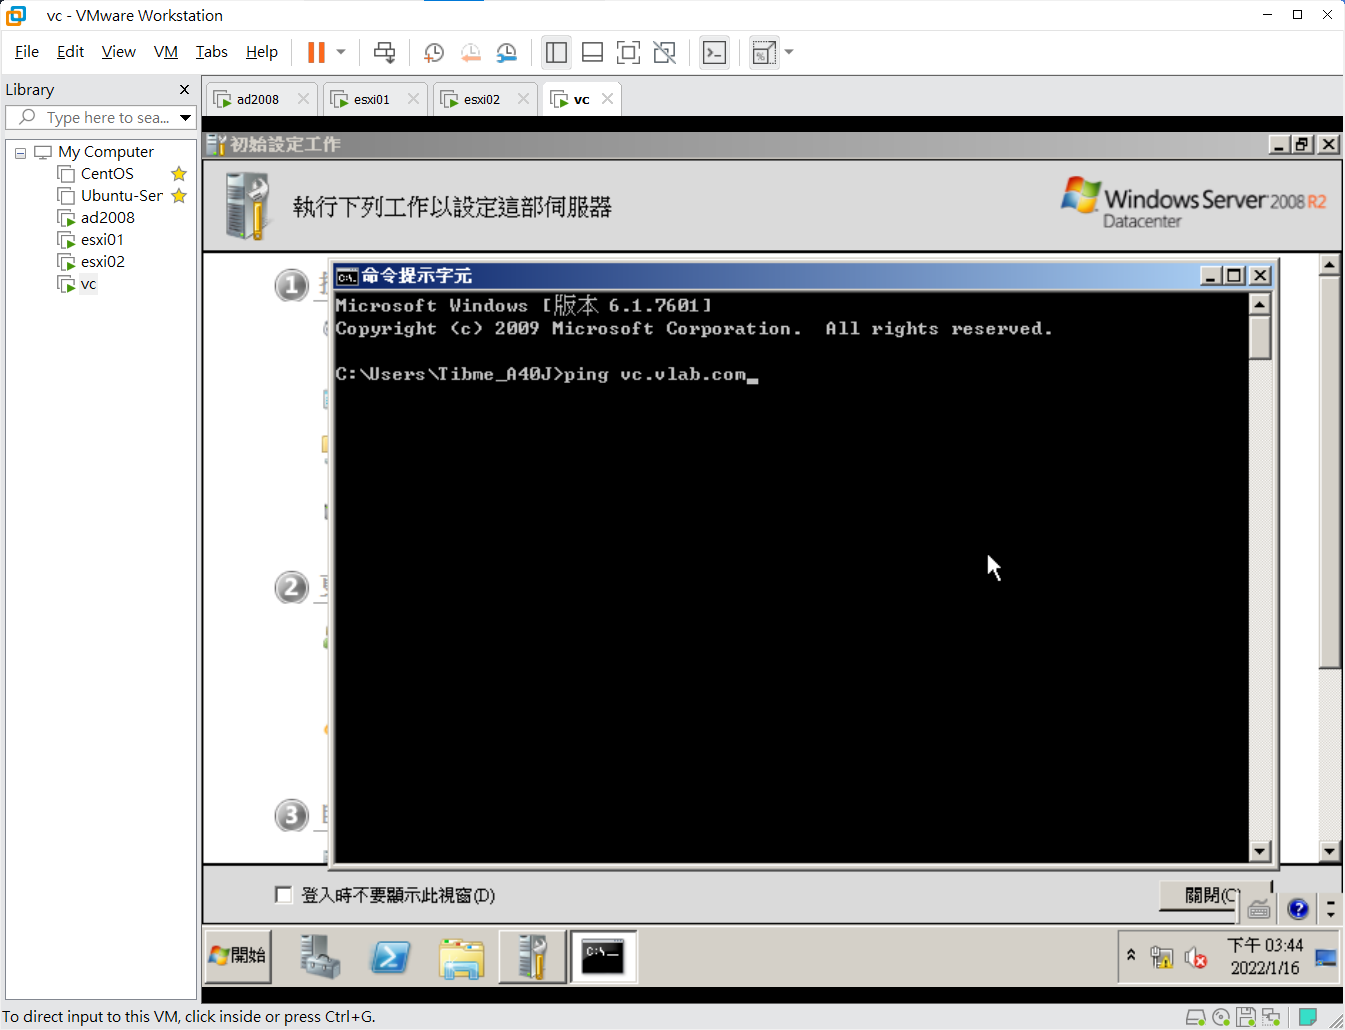 vc - VMware Workstation
File Edit View VM Tabs Help
Library
Type here to sea...
My Computer
CentOS
Ubuntu-Ser
ad2008
esxi01
esxi02
vc
ad2008 esxi01 esxi02 vc
初始設定工作
執行下列工作以設定這部伺服器
Windows Server 2008 R2
Datacenter
1
命令提示字元
Microsoft Windows [版本 6.1.7601]
Copyright (c) 2009 Microsoft Corporation.  All rights reserved.
C:\Users\Tibme_A40J>ping vc.vlab.com_
2
3
登入時不要顯示此視窗(D)
關閉(C
開始
下午 03:44
2022/1/16
To direct input to this VM, click inside or press Ctrl+G.